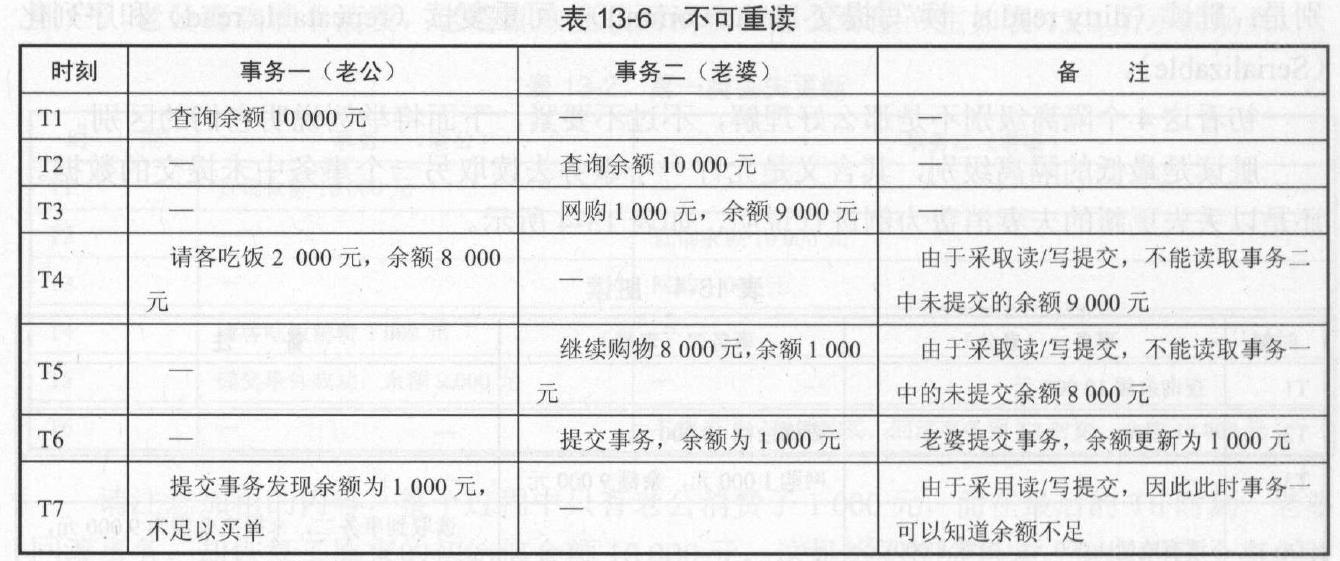 表 13-6 不可重读
时刻 事务一（老公） 事务二（老婆） 备 注
T1 查询余额 10 000 元 — —
T2 — 查询余额 10 000 元 —
T3 — 网购 1 000 元，余额 9 000 元 —
T4 请客吃饭 2 000 元，余额 8 000
元
—
由于采取读/写提交，不能读取事务二
中未提交的余额 9 000 元
T5 —
继续购物 8 000 元,余额 1 000
元
由于采取读/写提交，不能读取事务一
中的未提交余额 8 000 元
T6 — 提交事务，余额为 1 000 元 老婆提交事务，余额更新为 1 000 元
T7 提交事务发现余额为 1 000 元，
不足以买单
—
由于采用读/写提交，因此此时事务一
可以知道余额不足